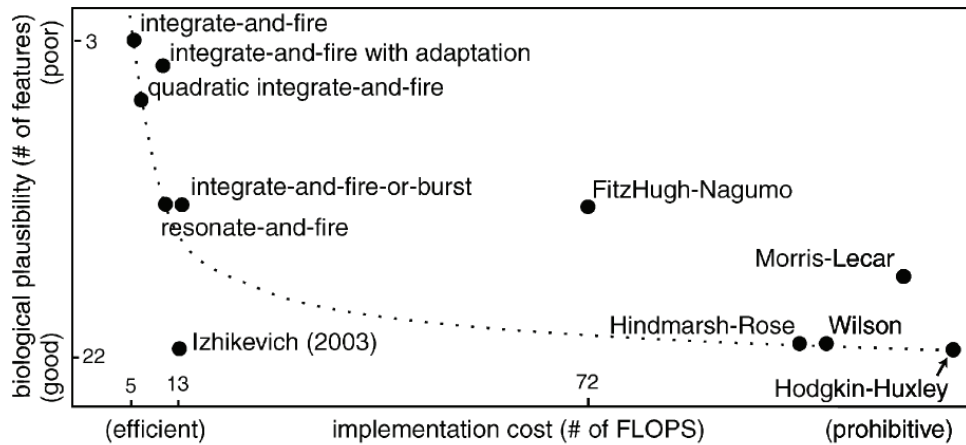 integrate-and-fire
3
integrate-and-fire with adaptation
quadratic integrate-and-fire
biological plausibility (# of features)
(good) (poor)
integrate-and-fire-or-burst
FitzHugh-Nagumo
resonate-and-fire
Morris-Lecar
Hindmarsh-Rose Wilson
Izhikevich (2003)
22
Hodgkin-Huxley
5 13 72
(efficient) implementation cost (# of FLOPS) (prohibitive)